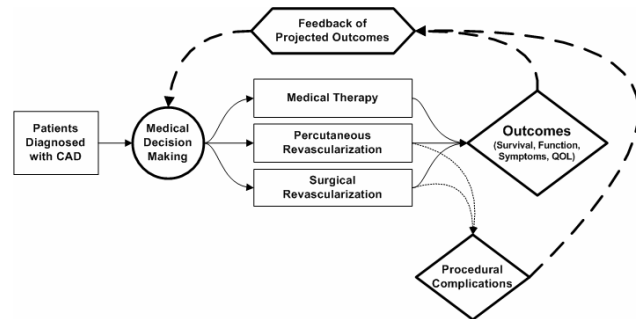 Feedback of
Projected Outcomes
Patients
Diagnosed
with CAD
Medical
Decision
Making
Medical Therapy
Percutaneous
Revascularization
Surgical
Revascularization
Outcomes
(Survival, Function,
Symptoms, QOL)
Procedural
Complications